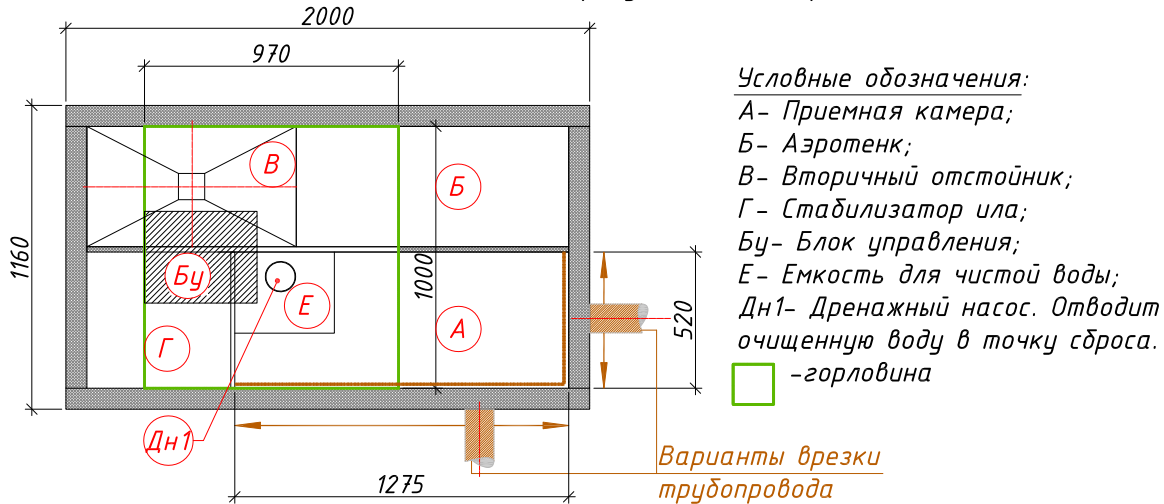 2000
970
Условные обозначения:
А- Приемная камера;
Б- Аэротенк;
В- Вторичный отстойник;
Г- Стабилизатор ила;
Бу- Блок управления;
Е- Емкость для чистой воды;
Дн1- Дренажный насос. Отводит
очищенную воду в точку сброса.
-горловина
В
Б
1160
Бу
Е
1000
А
520
Г
Дн1
Варианты врезки
трубопровода
1275